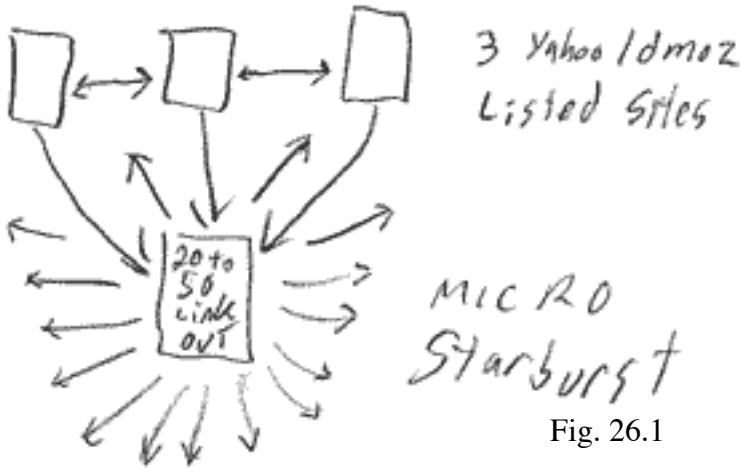 3 Yahoo/dmoz
Listed Sites
20 to
50
Link
OUT
MICRO
Starburst
Fig. 26.1